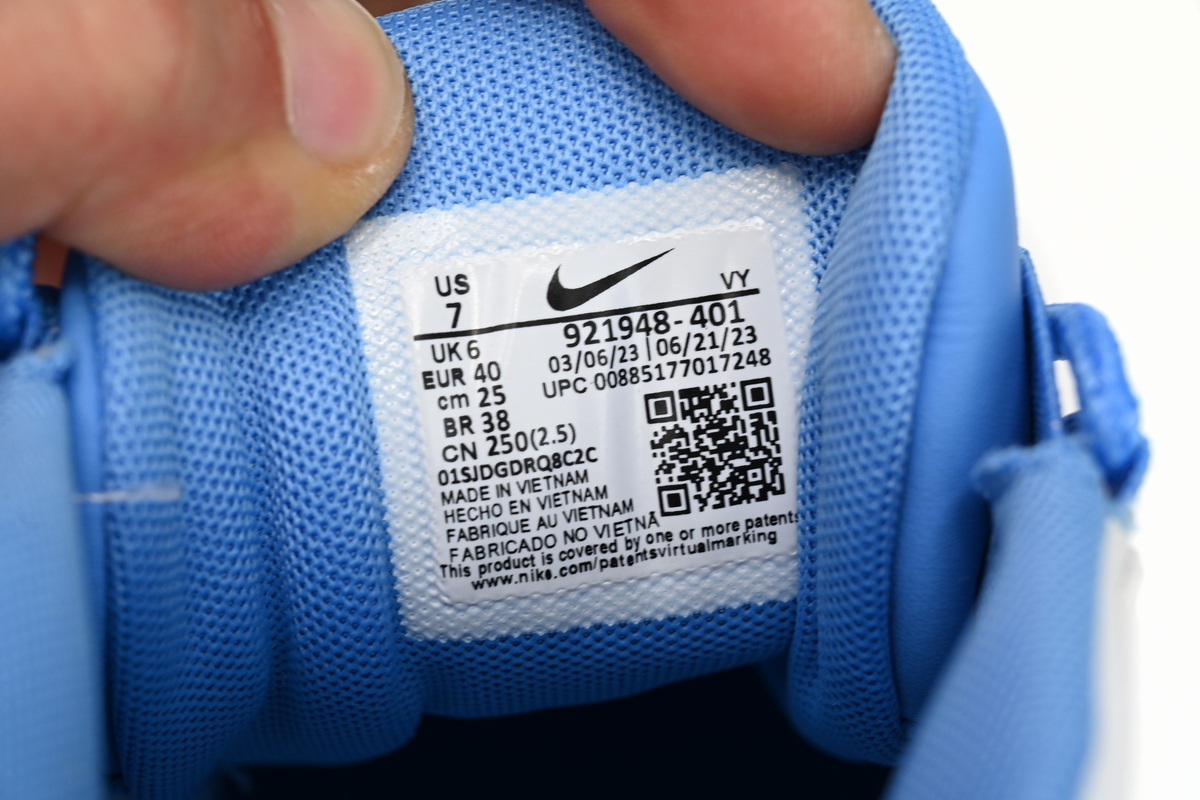 US
7
VY
921948-401
03/06/23 | 06/21/23
UPC 00885177017248
UK 6
EUR 40
cm 25
BR 38
CN 250(2.5)
01SJDGDRQ8C2C
MADE IN VIETNAM
HECHO EN VIETNAM
FABRIQUE AU VIETNAM
FABRICADO NO VIETNÃ
This product is covered by one or more patents
www.nike.com/patentsvirtualmarking